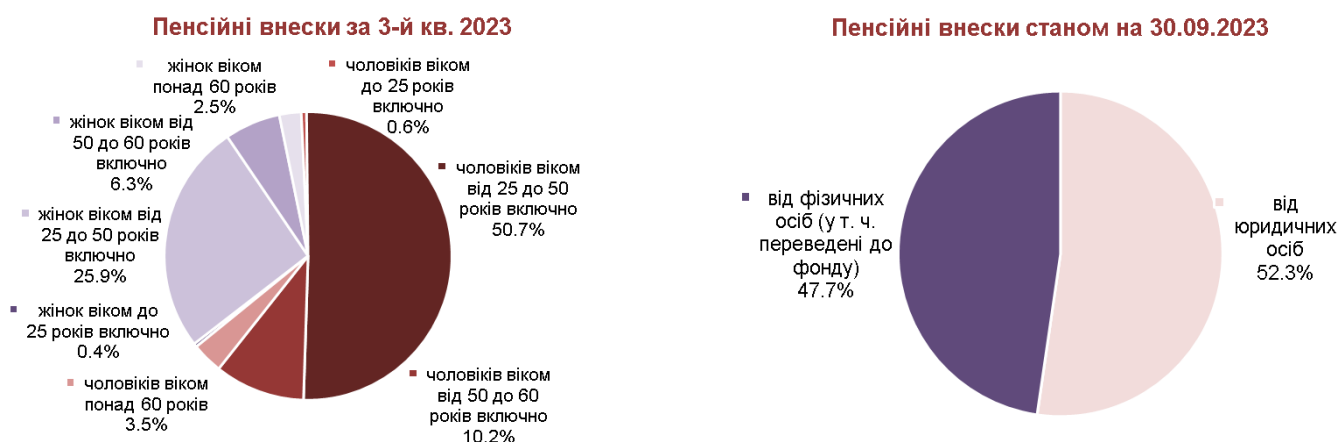 Пенсійні внески за 3-й кв. 2023
жінок віком
понад 60 років
2.5%
чоловіків віком
до 25 років
включно
0.6%
жінок віком від
50 до 60 років
включно
6.3%
чоловіків віком
від 25 до 50
років включно
50.7%
жінок віком від
25 до 50 років
включно
25.9%
жінок віком до
25 років включно
0.4%
чоловіків віком
понад 60 років
3.5%
чоловіків віком
від 50 до 60
років включно
10.2%
Пенсійні внески станом на 30.09.2023
від фізичних
осіб (у т. ч.
переведені до
фонду)
47.7%
від
юридичних
осіб
52.3%